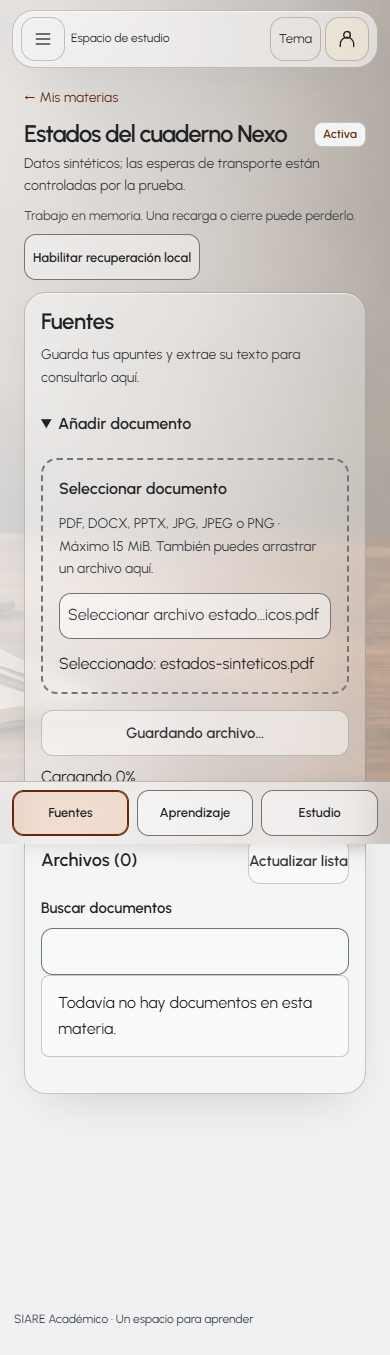 Espacio de estudio
Tema
← Mis materias
Estados del cuaderno Nexo
Activa
Datos sintéticos; las esperas de transporte están
controladas por la prueba.
Trabajo en memoria. Una recarga o cierre puede perderlo.
Habilitar recuperación local
Fuentes
Guarda tus apuntes y extrae su texto para
consultarlo aquí.
▼ Añadir documento
Seleccionar documento
PDF, DOCX, PPTX, JPG, JPEG o PNG ·
Máximo 15 MiB. También puedes arrastrar
un archivo aquí.
Seleccionar archivo estado...icos.pdf
Seleccionado: estados-sinteticos.pdf
Guardando archivo...
Cargando 0%
Fuentes
Aprendizaje
Estudio
Archivos (0)
Actualizar lista
Buscar documentos
Todavía no hay documentos en esta
materia.
SIARE Académico · Un espacio para aprender